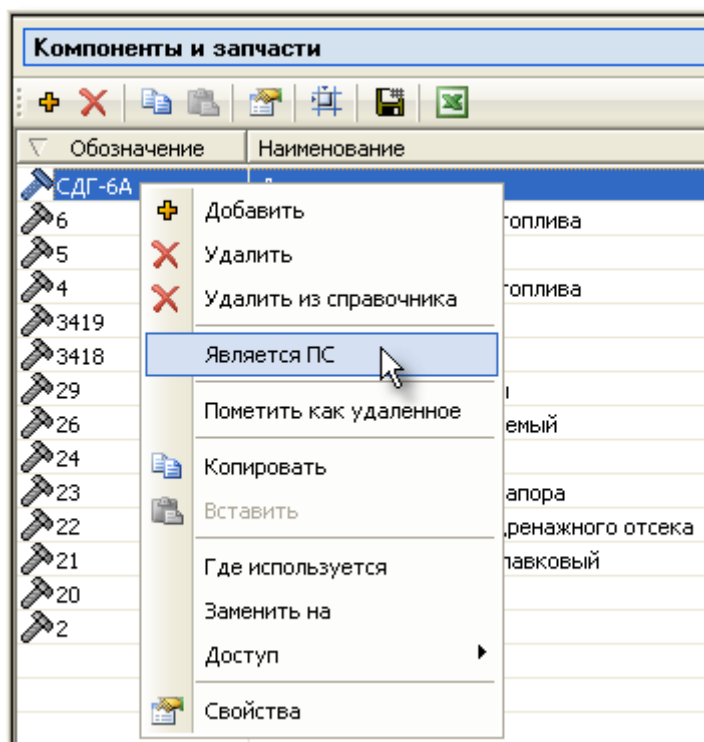 Компоненты и запчасти
Обозначение Наименование
СДГ-6А
6
5
4
3419
3418
29
26
24
23
22
21
20
2
Добавить
Удалить
Удалить из справочника
Является ПС
Пометить как удаленное
Копировать
Вставить
Где используется
Заменить на
Доступ
Свойства
топлива
топлива
ы
емый
апора
дренажного отсека
лавковый